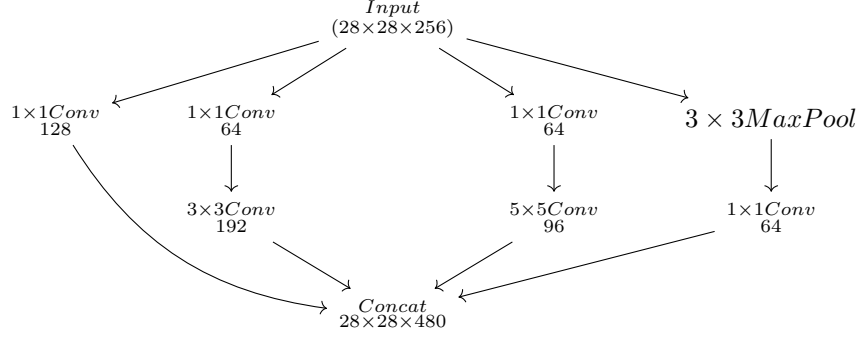 Input
(28×28×256)
1×1Conv
128
1×1Conv
64
1×1Conv
64
3 × 3MaxPool
3×3Conv
192
5×5Conv
96
1×1Conv
64
Concat
28×28×480